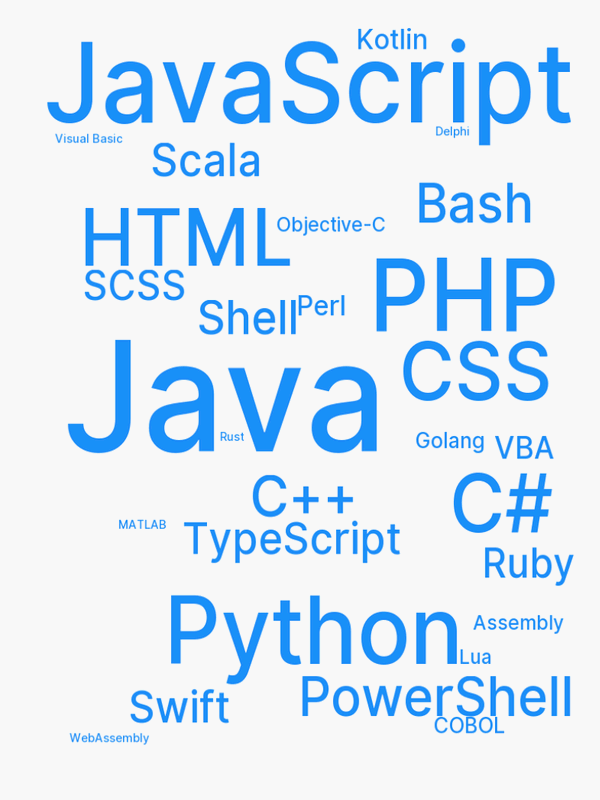 Kotlin
JavaScript
Delphi
Visual Basic
Scala
Bash
HTML
Objective-C
SCSS
PHP
Perl
Shell
CSS
Java
Rust
Golang
VBA
C++
C#
MATLAB
TypeScript
Ruby
Python
Assembly
Lua
PowerShell
Swift
COBOL
WebAssembly